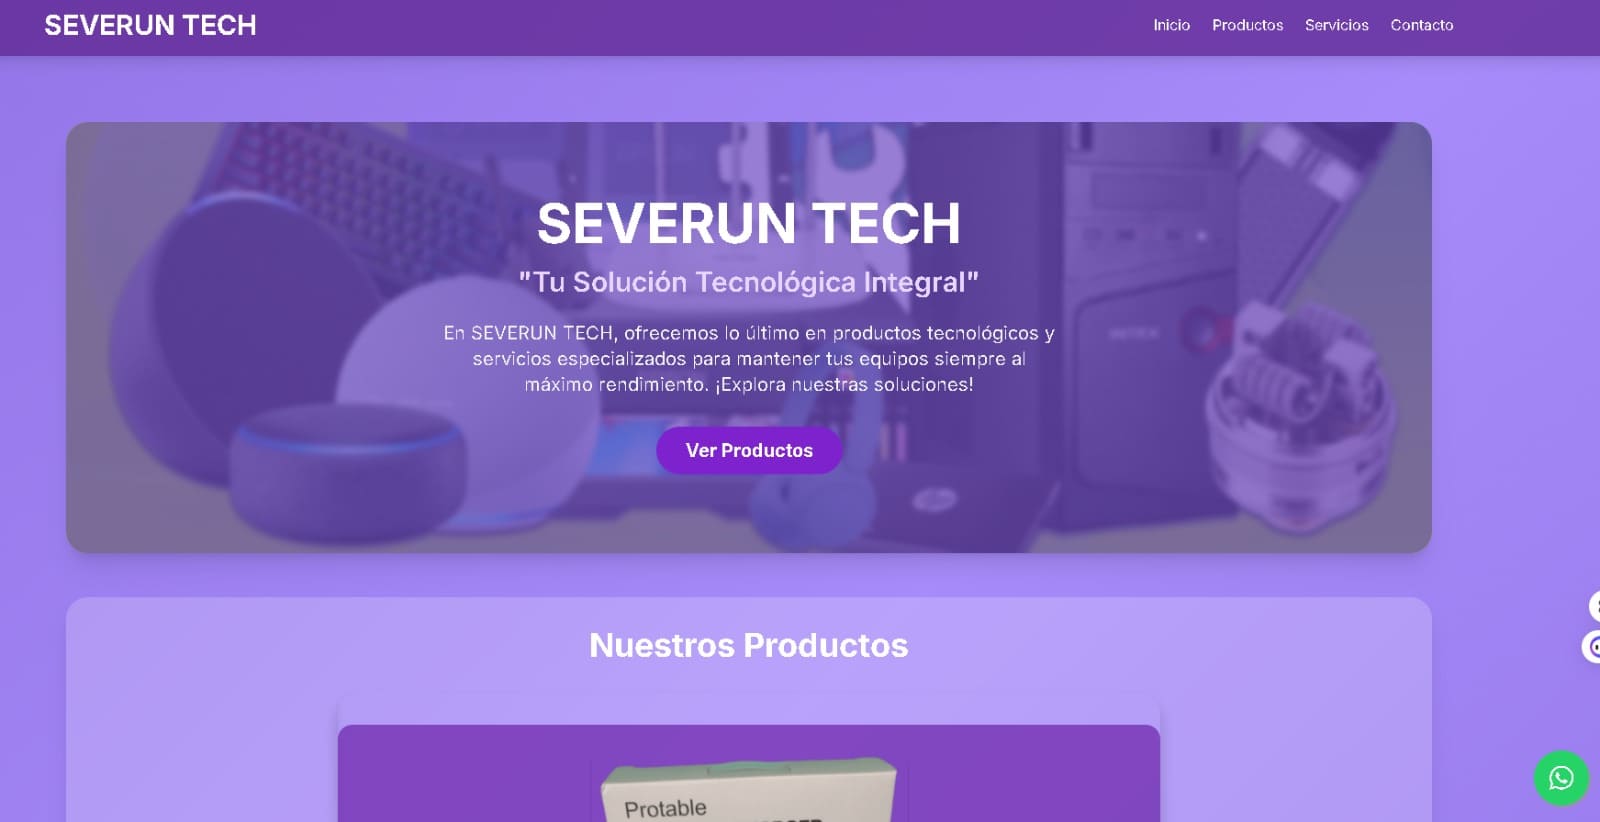 SEVERUN TECH
Inicio Productos Servicios Contacto
SEVERUN TECH
"Tu Solución Tecnológica Integral"
En SEVERUN TECH, ofrecemos lo último en productos tecnológicos y
servicios especializados para mantener tus equipos siempre al
máximo rendimiento. ¡Explora nuestras soluciones!
Ver Productos
hp
Nuestros Productos
Protable